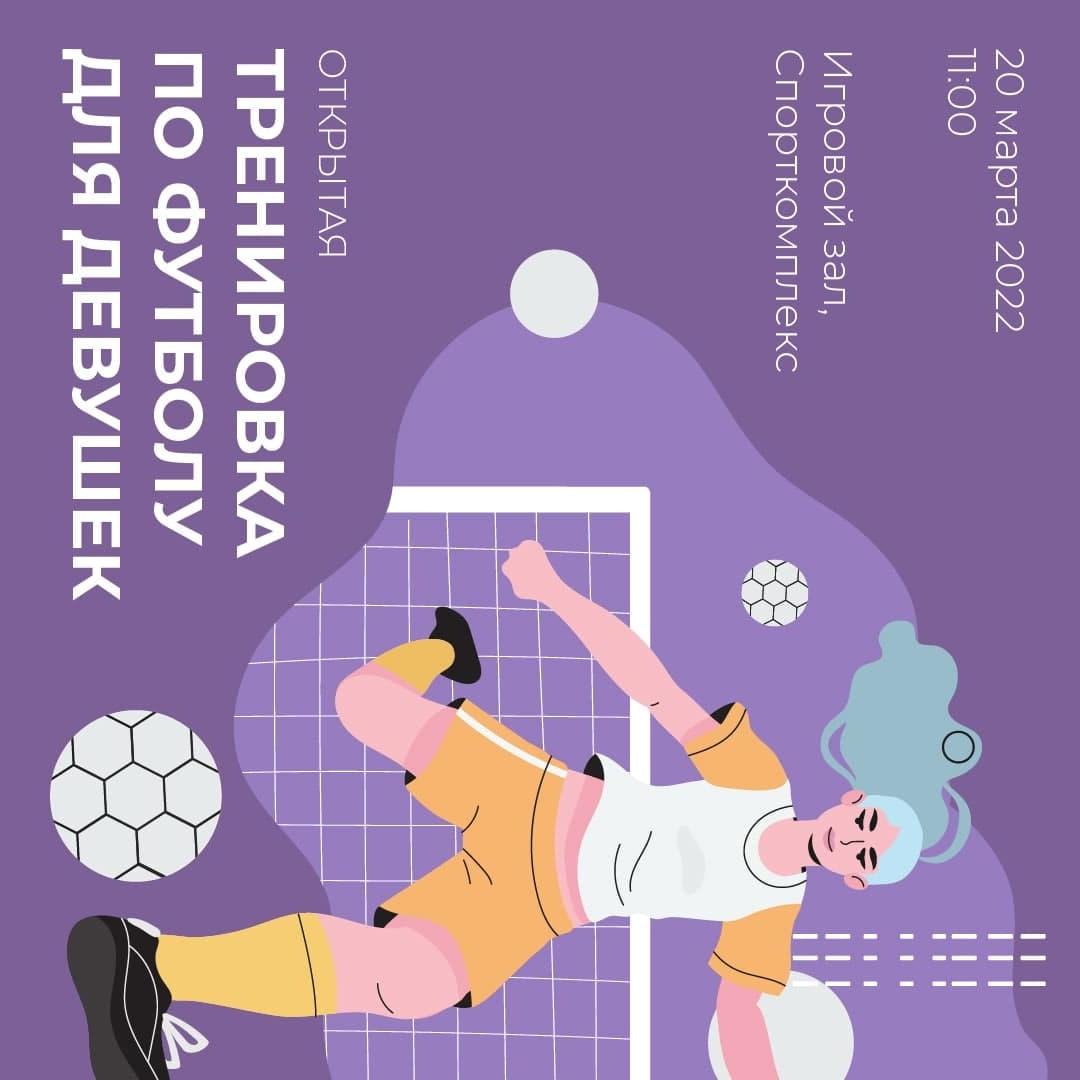 20 марта 2022
11:00
Игровой зал,
Спорткомплекс
ОТКРЫТАЯ
ТРЕНИРОВКА
ПО ФУТБОЛУ
ДЛЯ ДЕВУШЕК